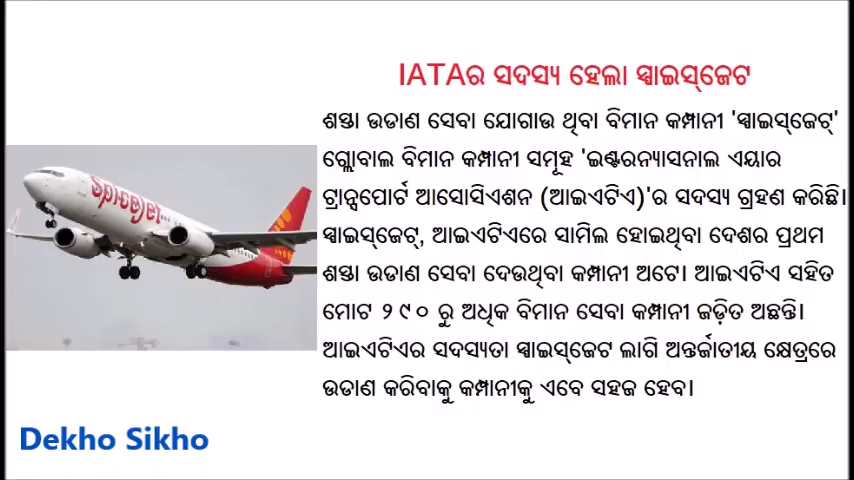 IATAର ସଦସ୍ୟ ହେଲା ସ୍ପାଇସ୍‌ଜେଟ
ଶସ୍ତା ଉଡାଣ ସେବା ଯୋଗାଉ ଥିବା ବିମାନ କମ୍ପାନୀ 'ସ୍ପାଇସ୍‌ଜେଟ୍'
ଗ୍ଲୋବାଲ ବିମାନ କମ୍ପାନୀ ସମୂହ 'ଇଣ୍ଟରନ୍ୟାସନାଲ ଏୟାର
ଟ୍ରାନ୍ସପୋର୍ଟ ଆସୋସିଏଶନ (ଆଇଏଟିଏ)'ର ସଦସ୍ୟ ଗ୍ରହଣ କରିଛି।
ସ୍ପାଇସ୍‌ଜେଟ୍, ଆଇଏଟିଏରେ ସାମିଲ ହୋଇଥିବା ଦେଶର ପ୍ରଥମ
ଶସ୍ତା ଉଡାଣ ସେବା ଦେଉଥିବା କମ୍ପାନୀ ଅଟେ। ଆଇଏଟିଏ ସହିତ
ମୋଟ ୨୯୦ ରୁ ଅଧିକ ବିମାନ ସେବା କମ୍ପାନୀ ଜଡ଼ିତ ଅଛନ୍ତି।
ଆଇଏଟିଏର ସଦସ୍ୟତା ସ୍ପାଇସ୍‌ଜେଟ ଲାଗି ଅନ୍ତର୍ଜାତୀୟ କ୍ଷେତ୍ରରେ
ଉଡାଣ କରିବାକୁ କମ୍ପାନୀକୁ ଏବେ ସହଜ ହେବ।
SpiceJet
Dekho Sikho